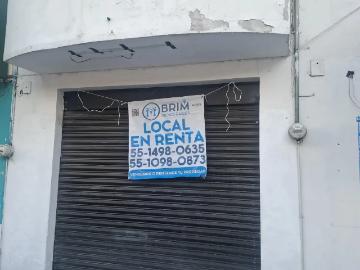 BRIM
LOCAL
EN RENTA
55-1498-0635
55-1098-0873